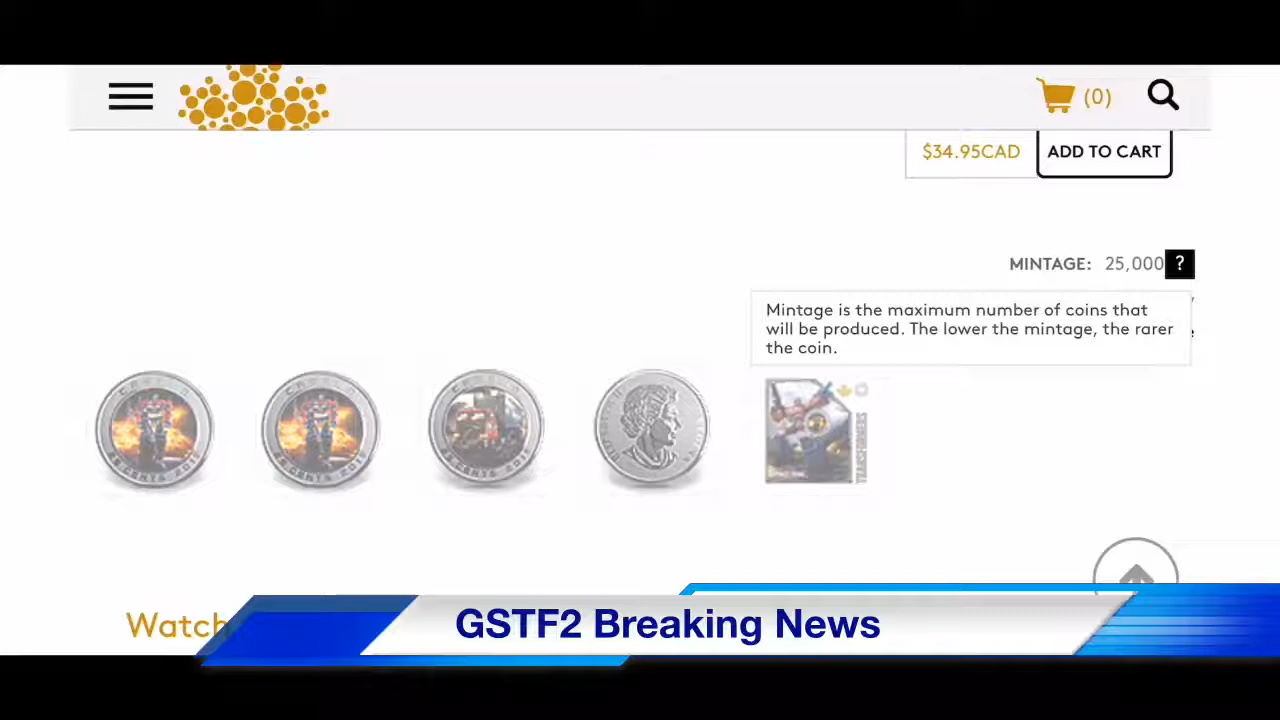 (0)
$34.95CAD
ADD TO CART
MINTAGE: 25,000 ?
Mintage is the maximum number of coins that
will be produced. The lower the mintage, the rarer
the coin.
TRANSFORMERS
Watch
GSTF2 Breaking News